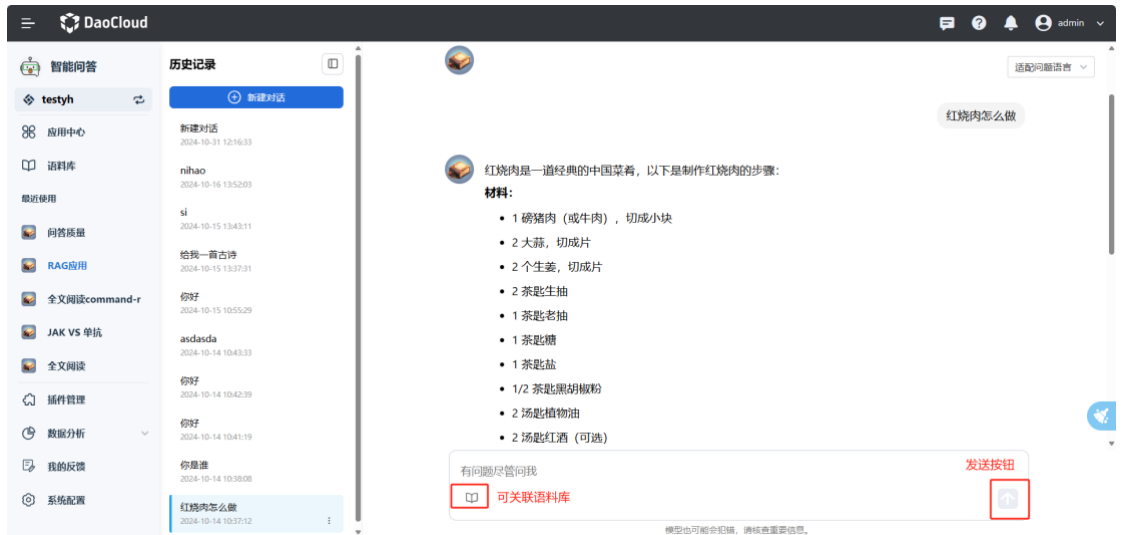 DaoCloud
admin
智能问答
testyh
应用中心
语料库
最近使用
问答质量
RAG应用
全文阅读command-r
JAK VS 单抗
全文阅读
插件管理
数据分析
我的反馈
系统配置
历史记录
新建对话
新建对话
2024-10-31 12:16:33
nihao
2024-10-16 13:52:03
si
2024-10-15 13:43:11
给我一首古诗
2024-10-15 13:37:31
你好
2024-10-15 10:55:29
asdasda
2024-10-14 10:43:33
你好
2024-10-14 10:42:39
你好
2024-10-14 10:41:19
你是谁
2024-10-14 10:38:08
红烧肉怎么做
2024-10-14 10:37:12
适配问题语言
红烧肉怎么做
红烧肉是一道经典的中国菜肴，以下是制作红烧肉的步骤：
材料：
• 1 磅猪肉（或牛肉），切成小块
• 2 大蒜，切成片
• 2 个生姜，切成片
• 2 茶匙生抽
• 1 茶匙老抽
• 1 茶匙糖
• 1 茶匙盐
• 1/2 茶匙黑胡椒粉
• 2 汤匙植物油
• 2 汤匙红酒（可选）
有问题尽管问我
发送按钮
可关联语料库
模型也可能会犯错，请核查重要信息。